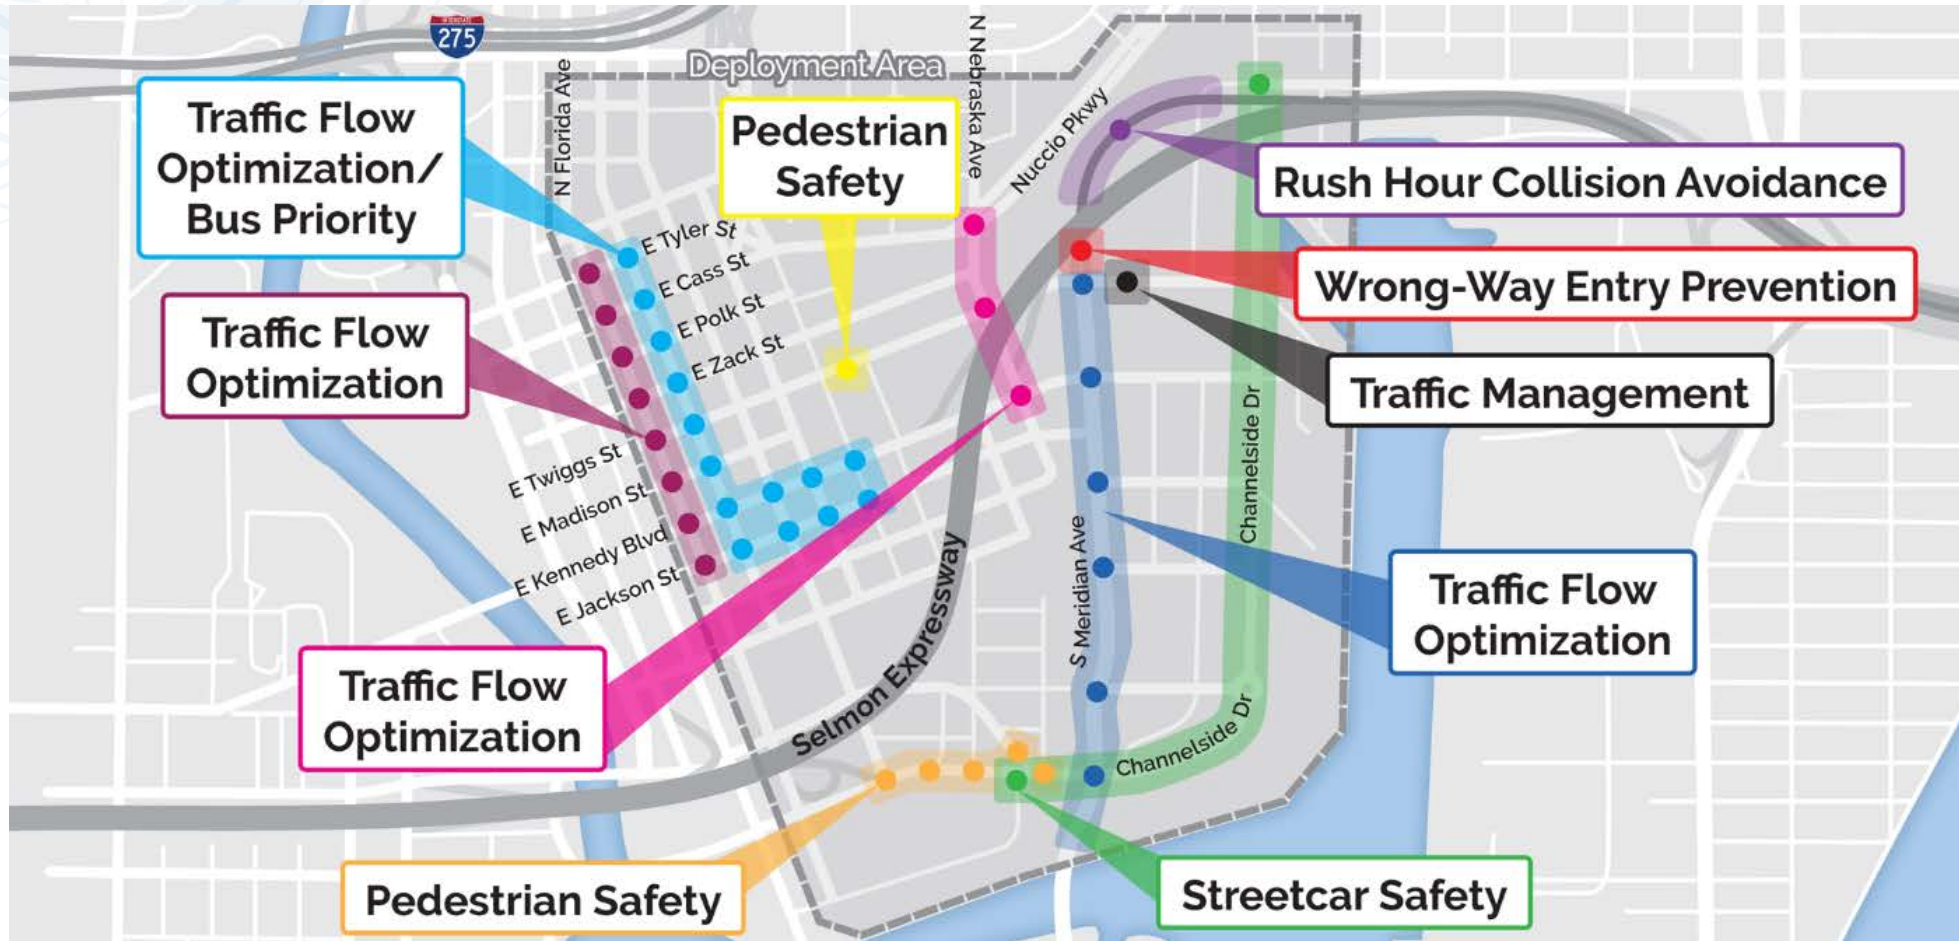 INTERSTATE
275
Deployment Area
N Florida Ave
N Nebraska Ave
Nuccio Pkwy
Traffic Flow
Optimization/
Bus Priority
Pedestrian
Safety
Rush Hour Collision Avoidance
E Tyler St
E Cass St
E Polk St
E Zack St
Wrong-Way Entry Prevention
Traffic Flow
Optimization
Traffic Management
E Twiggs St
E Madison St
E Kennedy Blvd
E Jackson St
Channelside Dr
S Meridian Ave
Traffic Flow
Optimization
Selmon Expressway
Traffic Flow
Optimization
Channelside Dr
Pedestrian Safety
Streetcar Safety